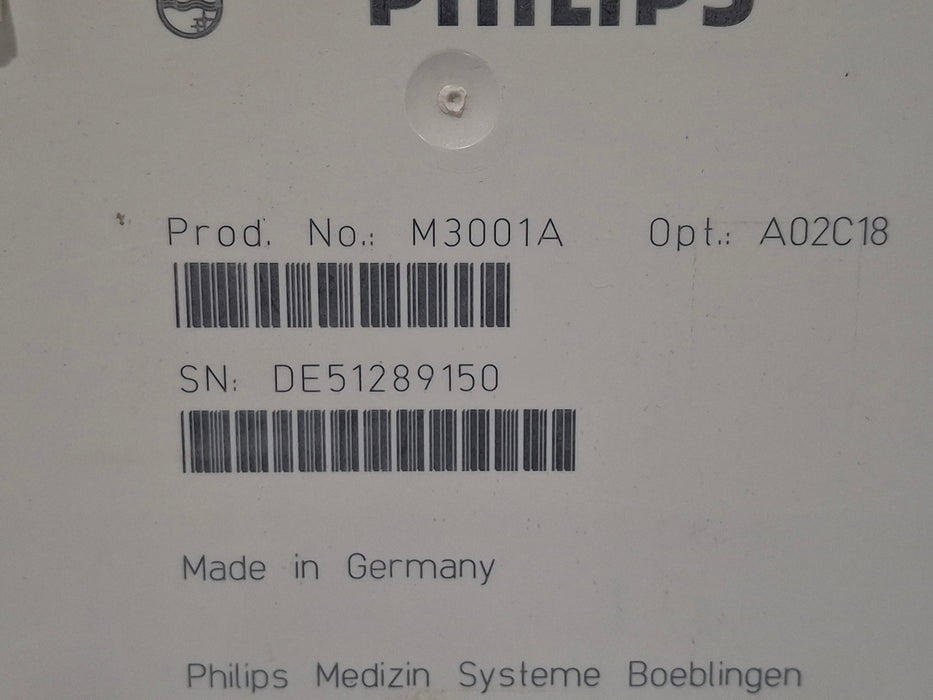 PHILIPS
Prod. No.: M3001A Opt.: A02C18
SN: DE51289150
Made in Germany
Philips Medizin Systeme Boeblingen